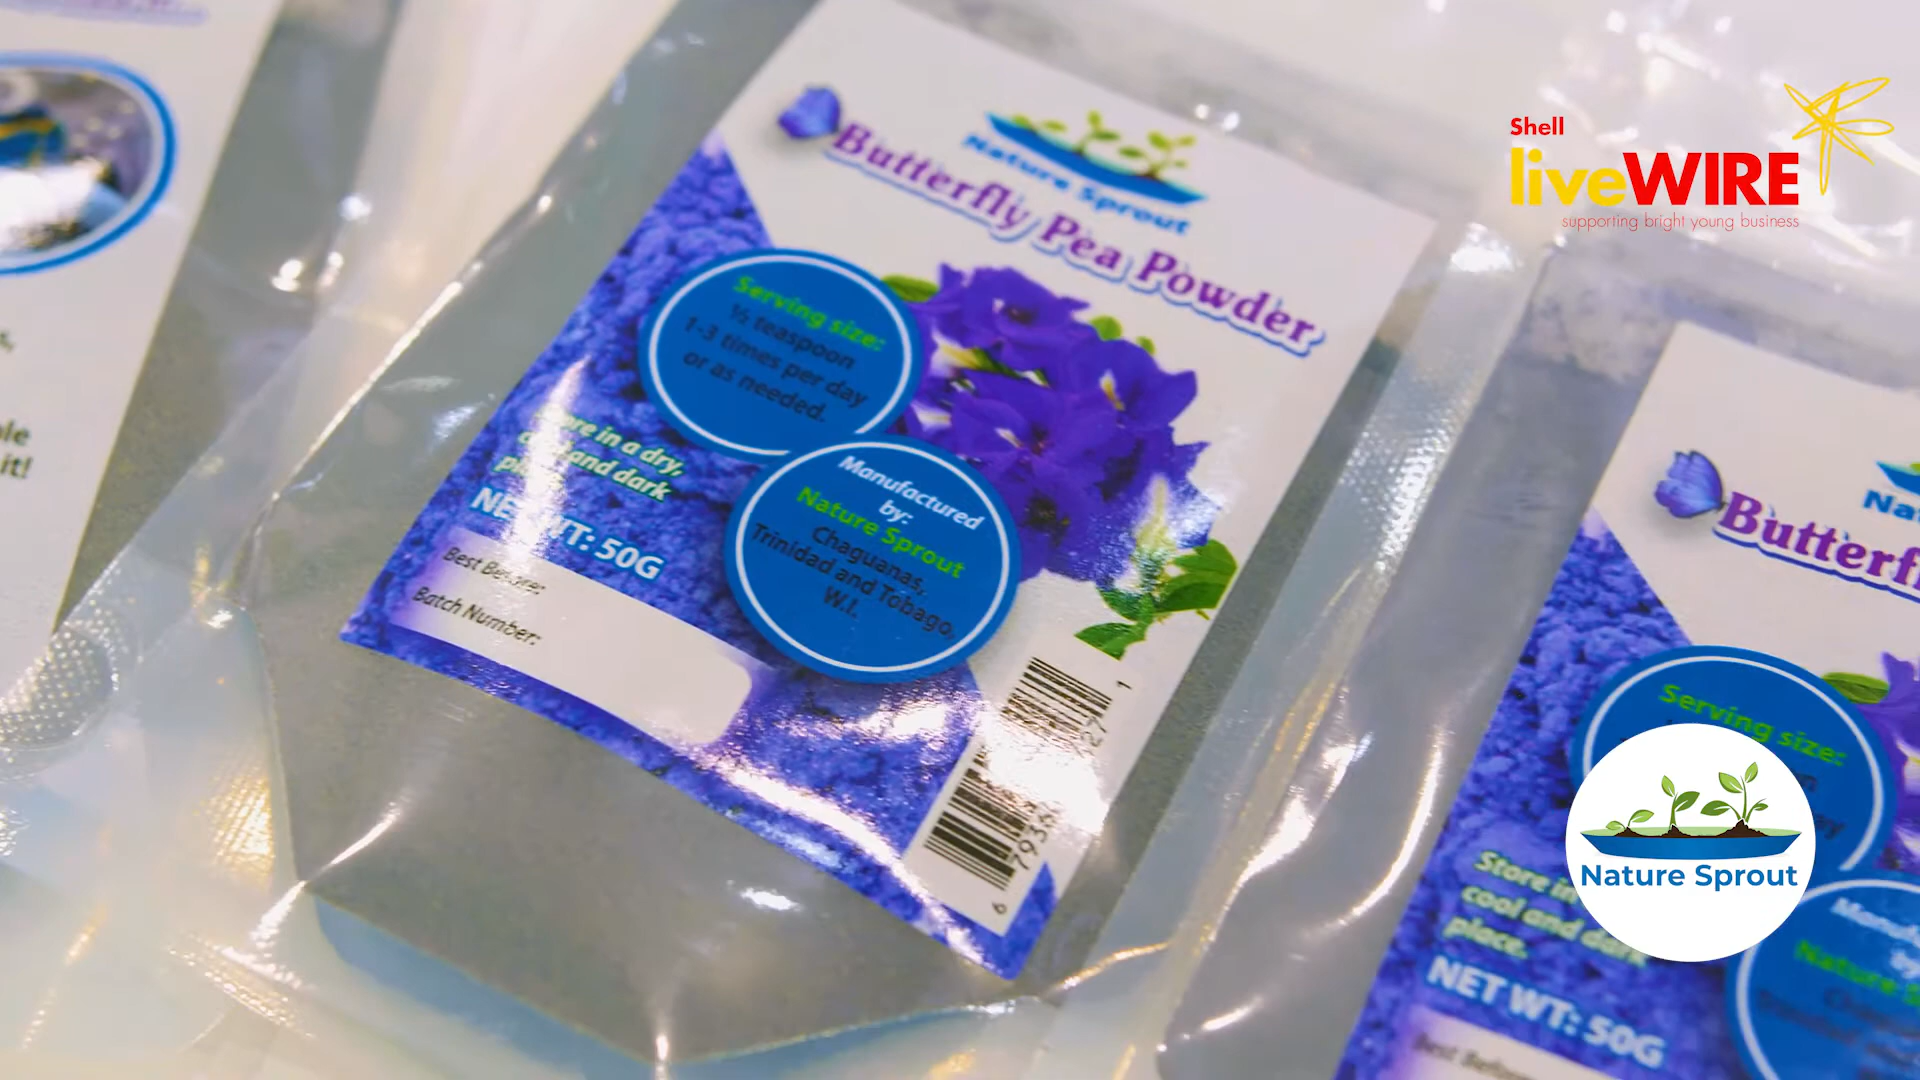 Nature Sprout
Butterfly Pea Powder
Serving size:
½ teaspoon
1-3 times per day
or as needed.
Store in a dry,
cool and dark
place.
NET WT: 50G
Best Before:
Batch Number:
Manufactured
by:
Nature Sprout
Chaguanas,
Trinidad and Tobago,
W.I.
Shell
liveWIRE
supporting bright young business
it!
Serving size:
Store in
cool and dark
place.
NET WT: 50G
Best Before
Nature Sprout